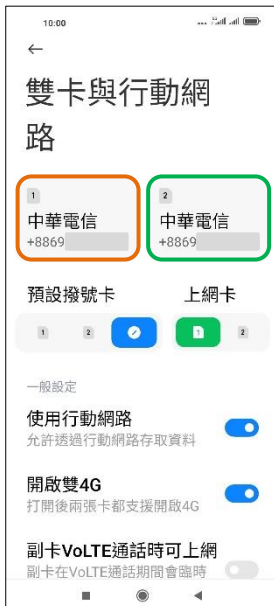 10:00
雙卡與行動網
路
1
中華電信
+8869
2
中華電信
+8869
預設撥號卡
上網卡
1
2
1
2
一般設定
使用行動網路
允許透過行動網路存取資料
開啟雙4G
打開後兩張卡都支援開啟4G
副卡VoLTE通話時可上網
副卡在VoLTE通話期間會臨時